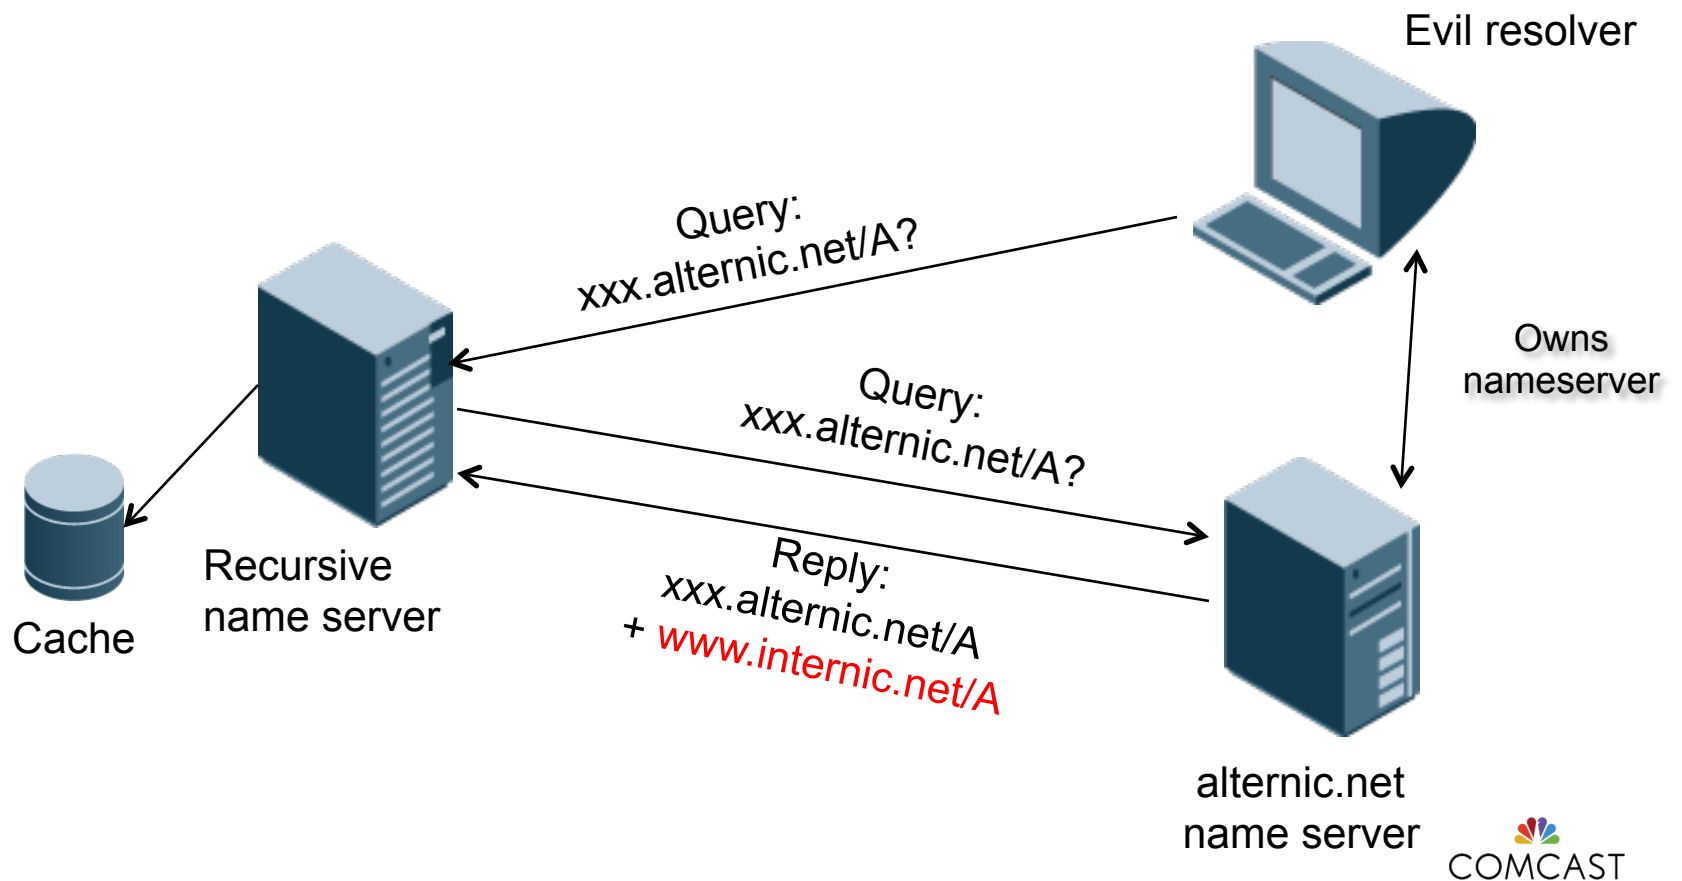 Evil resolver
Query:
xxx.alternic.net/A?
Owns
nameserver
Query:
xxx.alternic.net/A?
Recursive
name server
Cache
Reply:
xxx.alternic.net/A
+ www.internic.net/A
alternic.net
name server
COMCAST